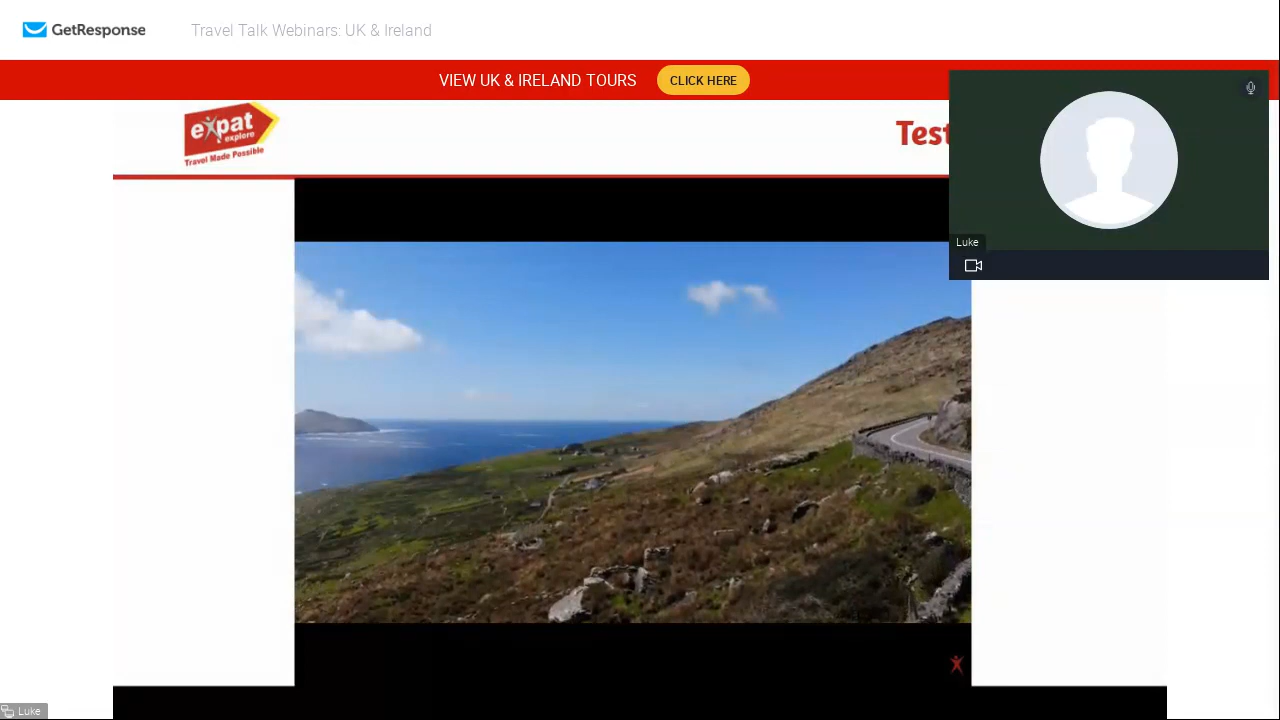 GetResponse
Travel Talk Webinars: UK & Ireland
VIEW UK & IRELAND TOURS
CLICK HERE
expat
explore
Travel Made Possible
Test
Luke
Luke